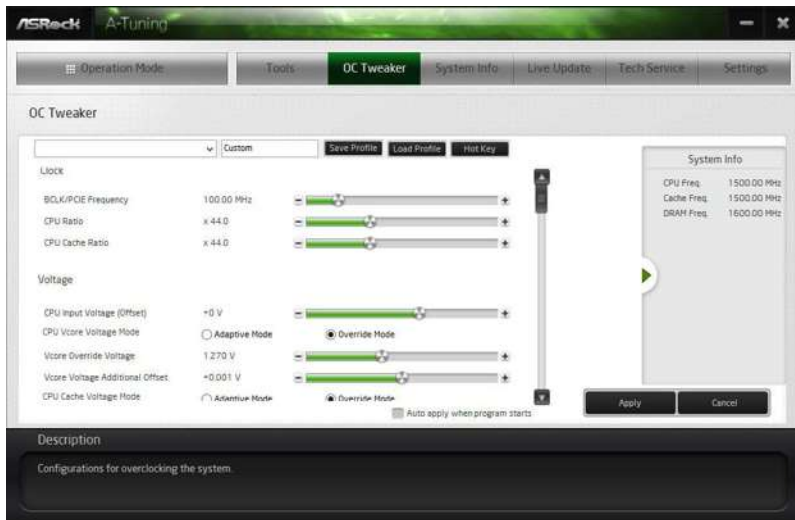 ASRock A-Tuning
Operation Mode Tools OC Tweaker System Info Live Update Tech Service Settings
OC Tweaker
Custom Save Profile Load Profile Hot Key
Clock
BCLK/PCIE Frequency 100.00 MHz
CPU Ratio x 44.0
CPU Cache Ratio x 44.0
Voltage
CPU Input Voltage (Offset) +0 V
CPU Vcore Voltage Mode Adaptive Mode Override Mode
Vcore Override Voltage 1.270 V
Vcore Voltage Additional Offset +0.001 V
CPU Cache Voltage Mode Adaptive Mode Override Mode
Auto apply when program starts
System Info
CPU Freq. 1500.00 MHz
Cache Freq. 1500.00 MHz
DRAM Freq. 1600.00 MHz
Apply Cancel
Description
Configurations for overclocking the system.